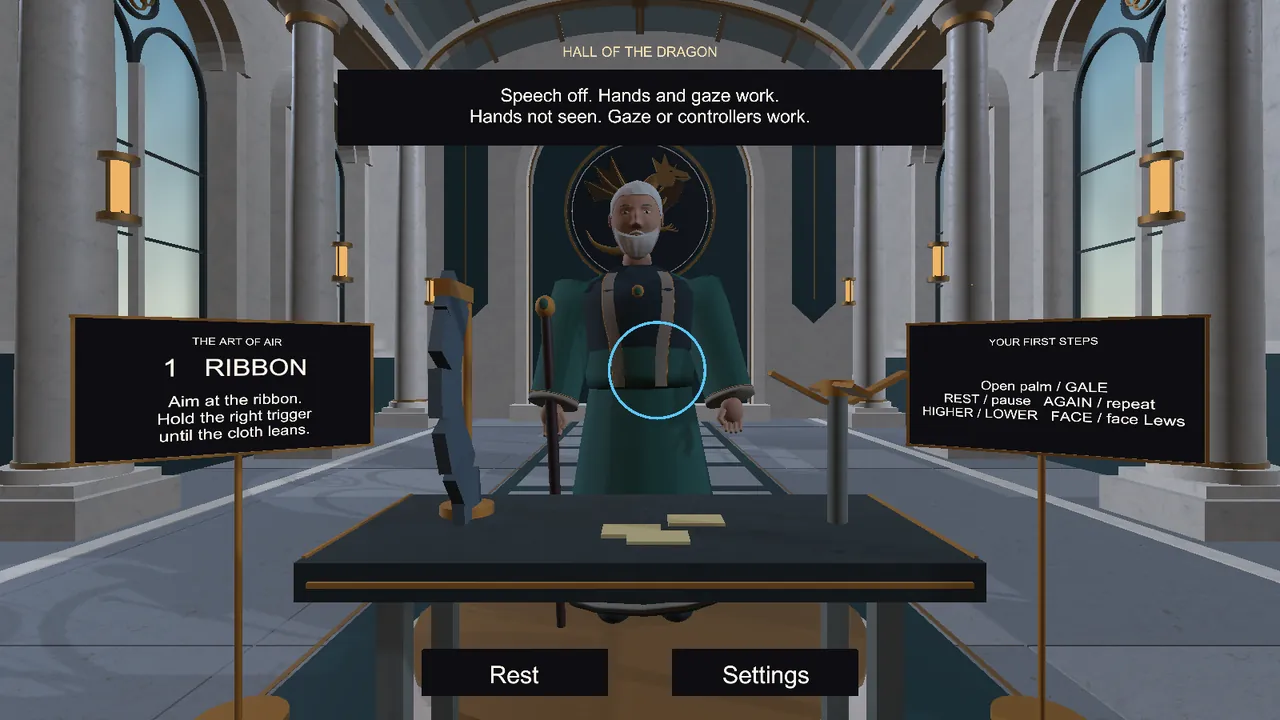 HALL OF THE DRAGON
Speech off. Hands and gaze work.
Hands not seen. Gaze or controllers work.
THE ART OF AIR
1 RIBBON
Aim at the ribbon.
Hold the right trigger
until the cloth leans.
YOUR FIRST STEPS
Open palm / GALE
REST / pause AGAIN / repeat
HIGHER / LOWER FACE / face Lews
Rest
Settings